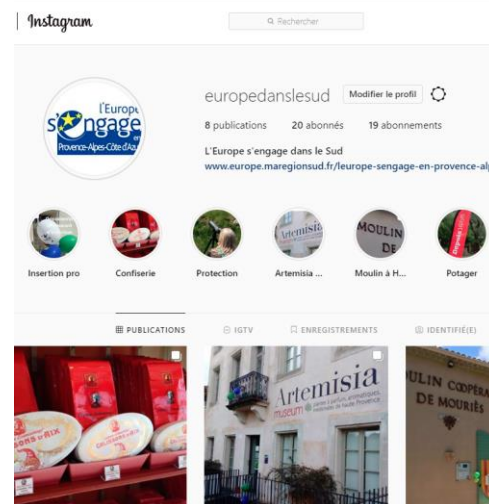 Instagram
Rechercher
l'Europe
s'engage
en
Provence-Alpes-Côte d'Azu
europedanslesud Modifier le profil
8 publications 20 abonnés 19 abonnements
L'Europe s'engage dans le Sud
www.europe.maregionsud.fr/leurope-sengage-en-provence-al
Artemisia
MOULIN
DE
Insertion pro Confiserie Protection Artemisia ... Moulin à H... Potager
PUBLICATIONS IGTV ENREGISTREMENTS IDENTIFIÉ(E)
Artemisia
museum
ULIN COOPÉRA
DE MOURIÈS